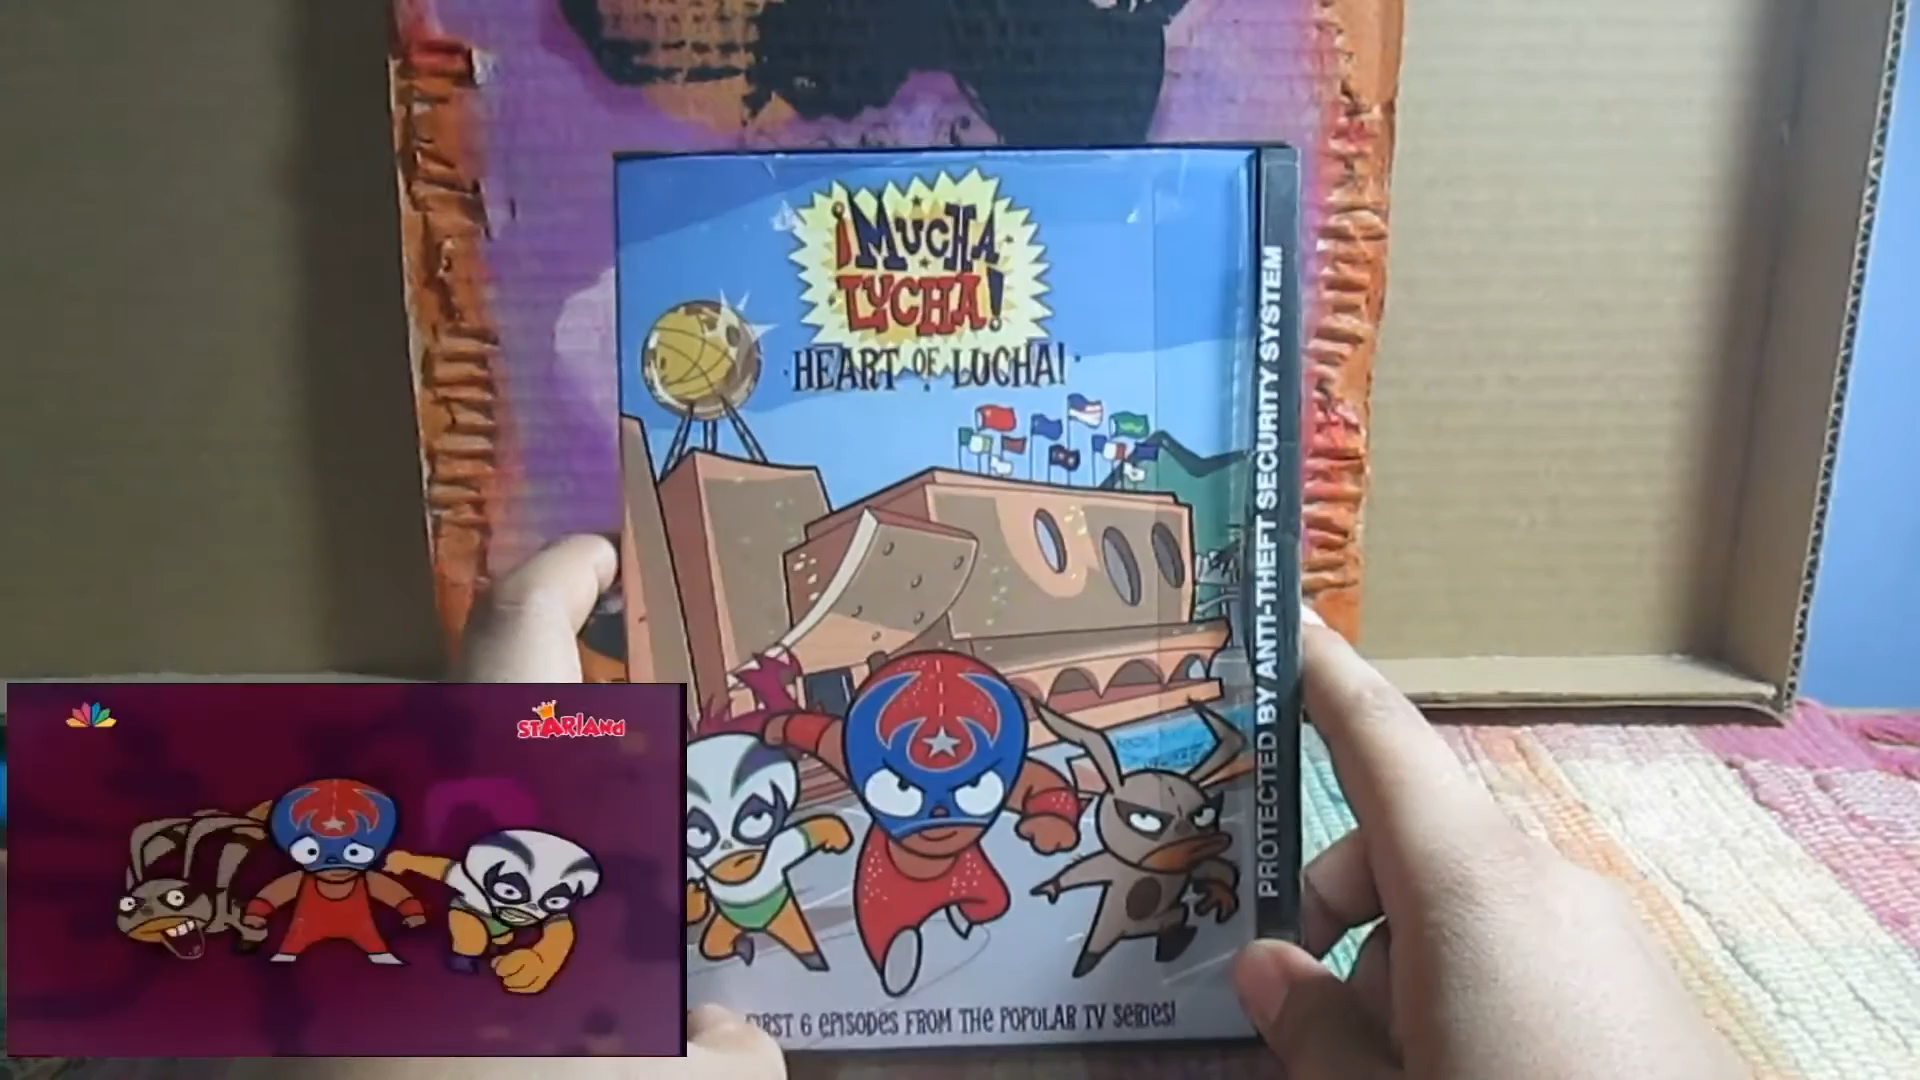 ¡MUCHA
LUCHA!
·HEART OF LUCHA!·
PROTECTED BY ANTI-THEFT SECURITY SYSTEM
STARLAND
6 EPISODES FROM THE POPULAR TV SERIES!